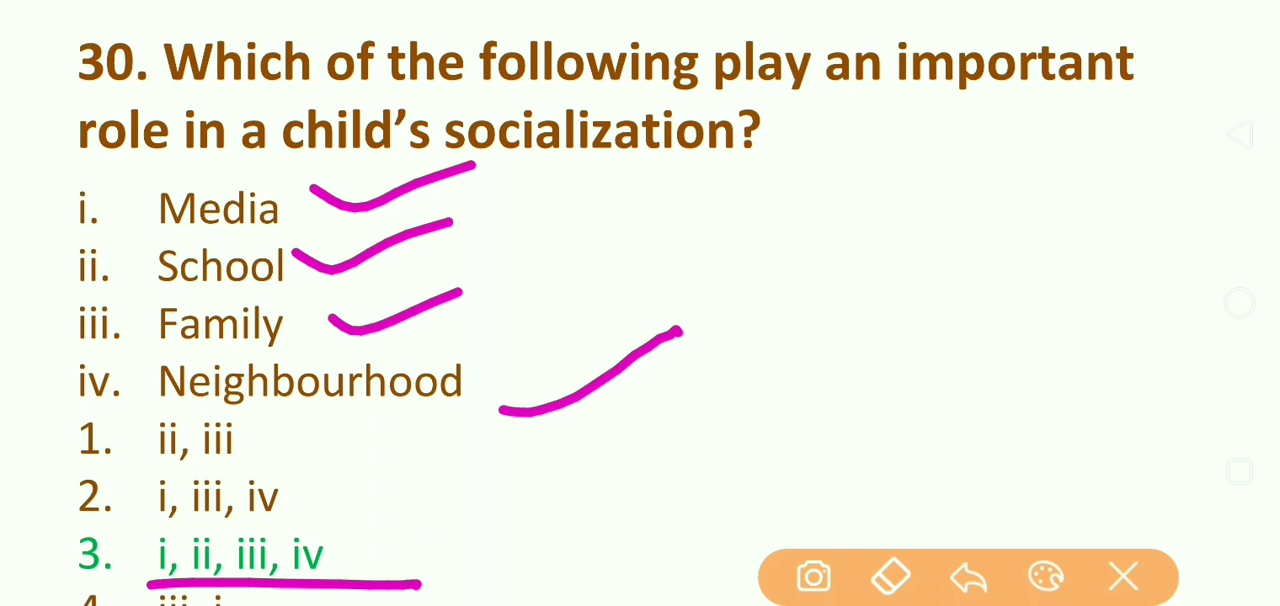 30. Which of the following play an important
role in a child’s socialization?
i. Media
ii. School
iii. Family
iv. Neighbourhood
1. ii, iii
2. i, iii, iv
3. i, ii, iii, iv